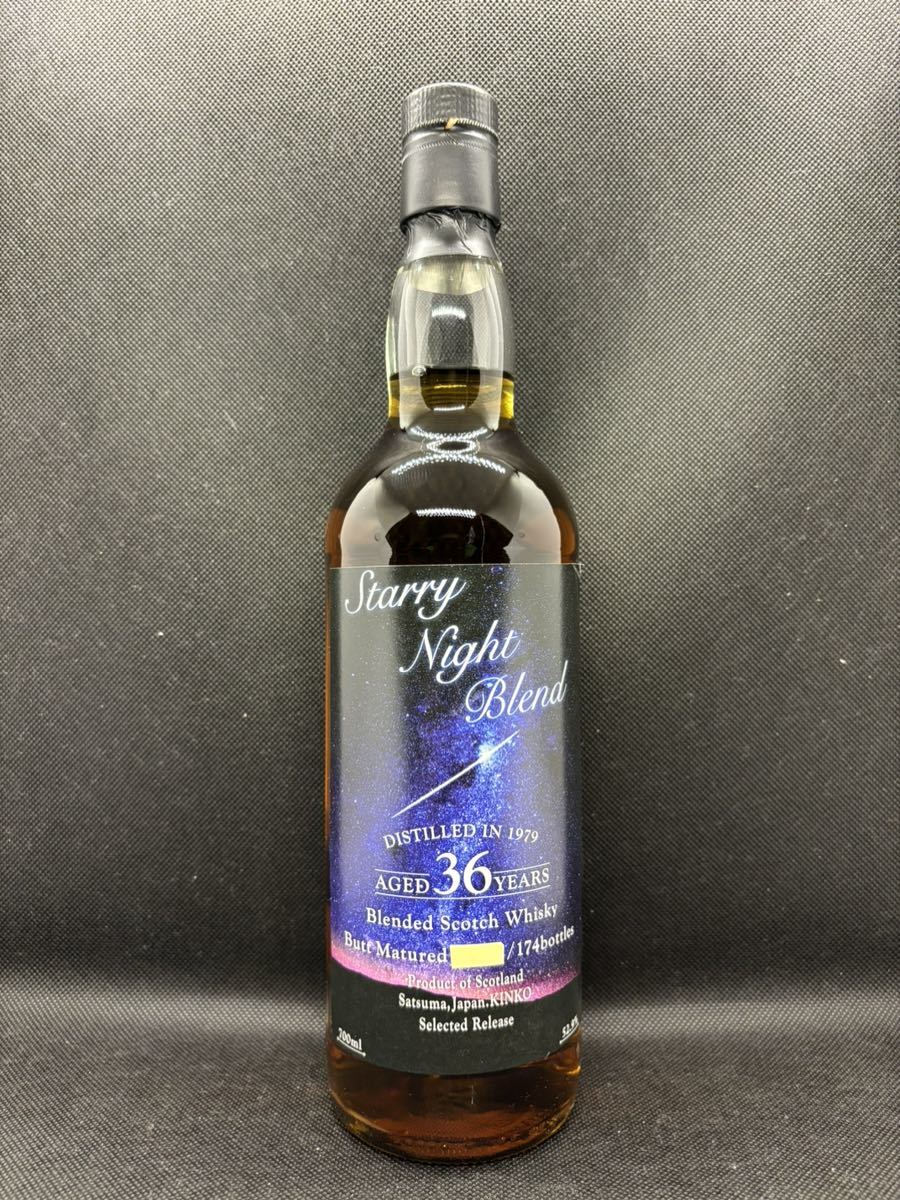 Starry
Night
Blend
DISTILLED IN 1979
AGED 36 YEARS
Blended Scotch Whisky
Butt Matured /174bottles
Product of Scotland
Satsuma,Japan.KINKO
Selected Release
700ml